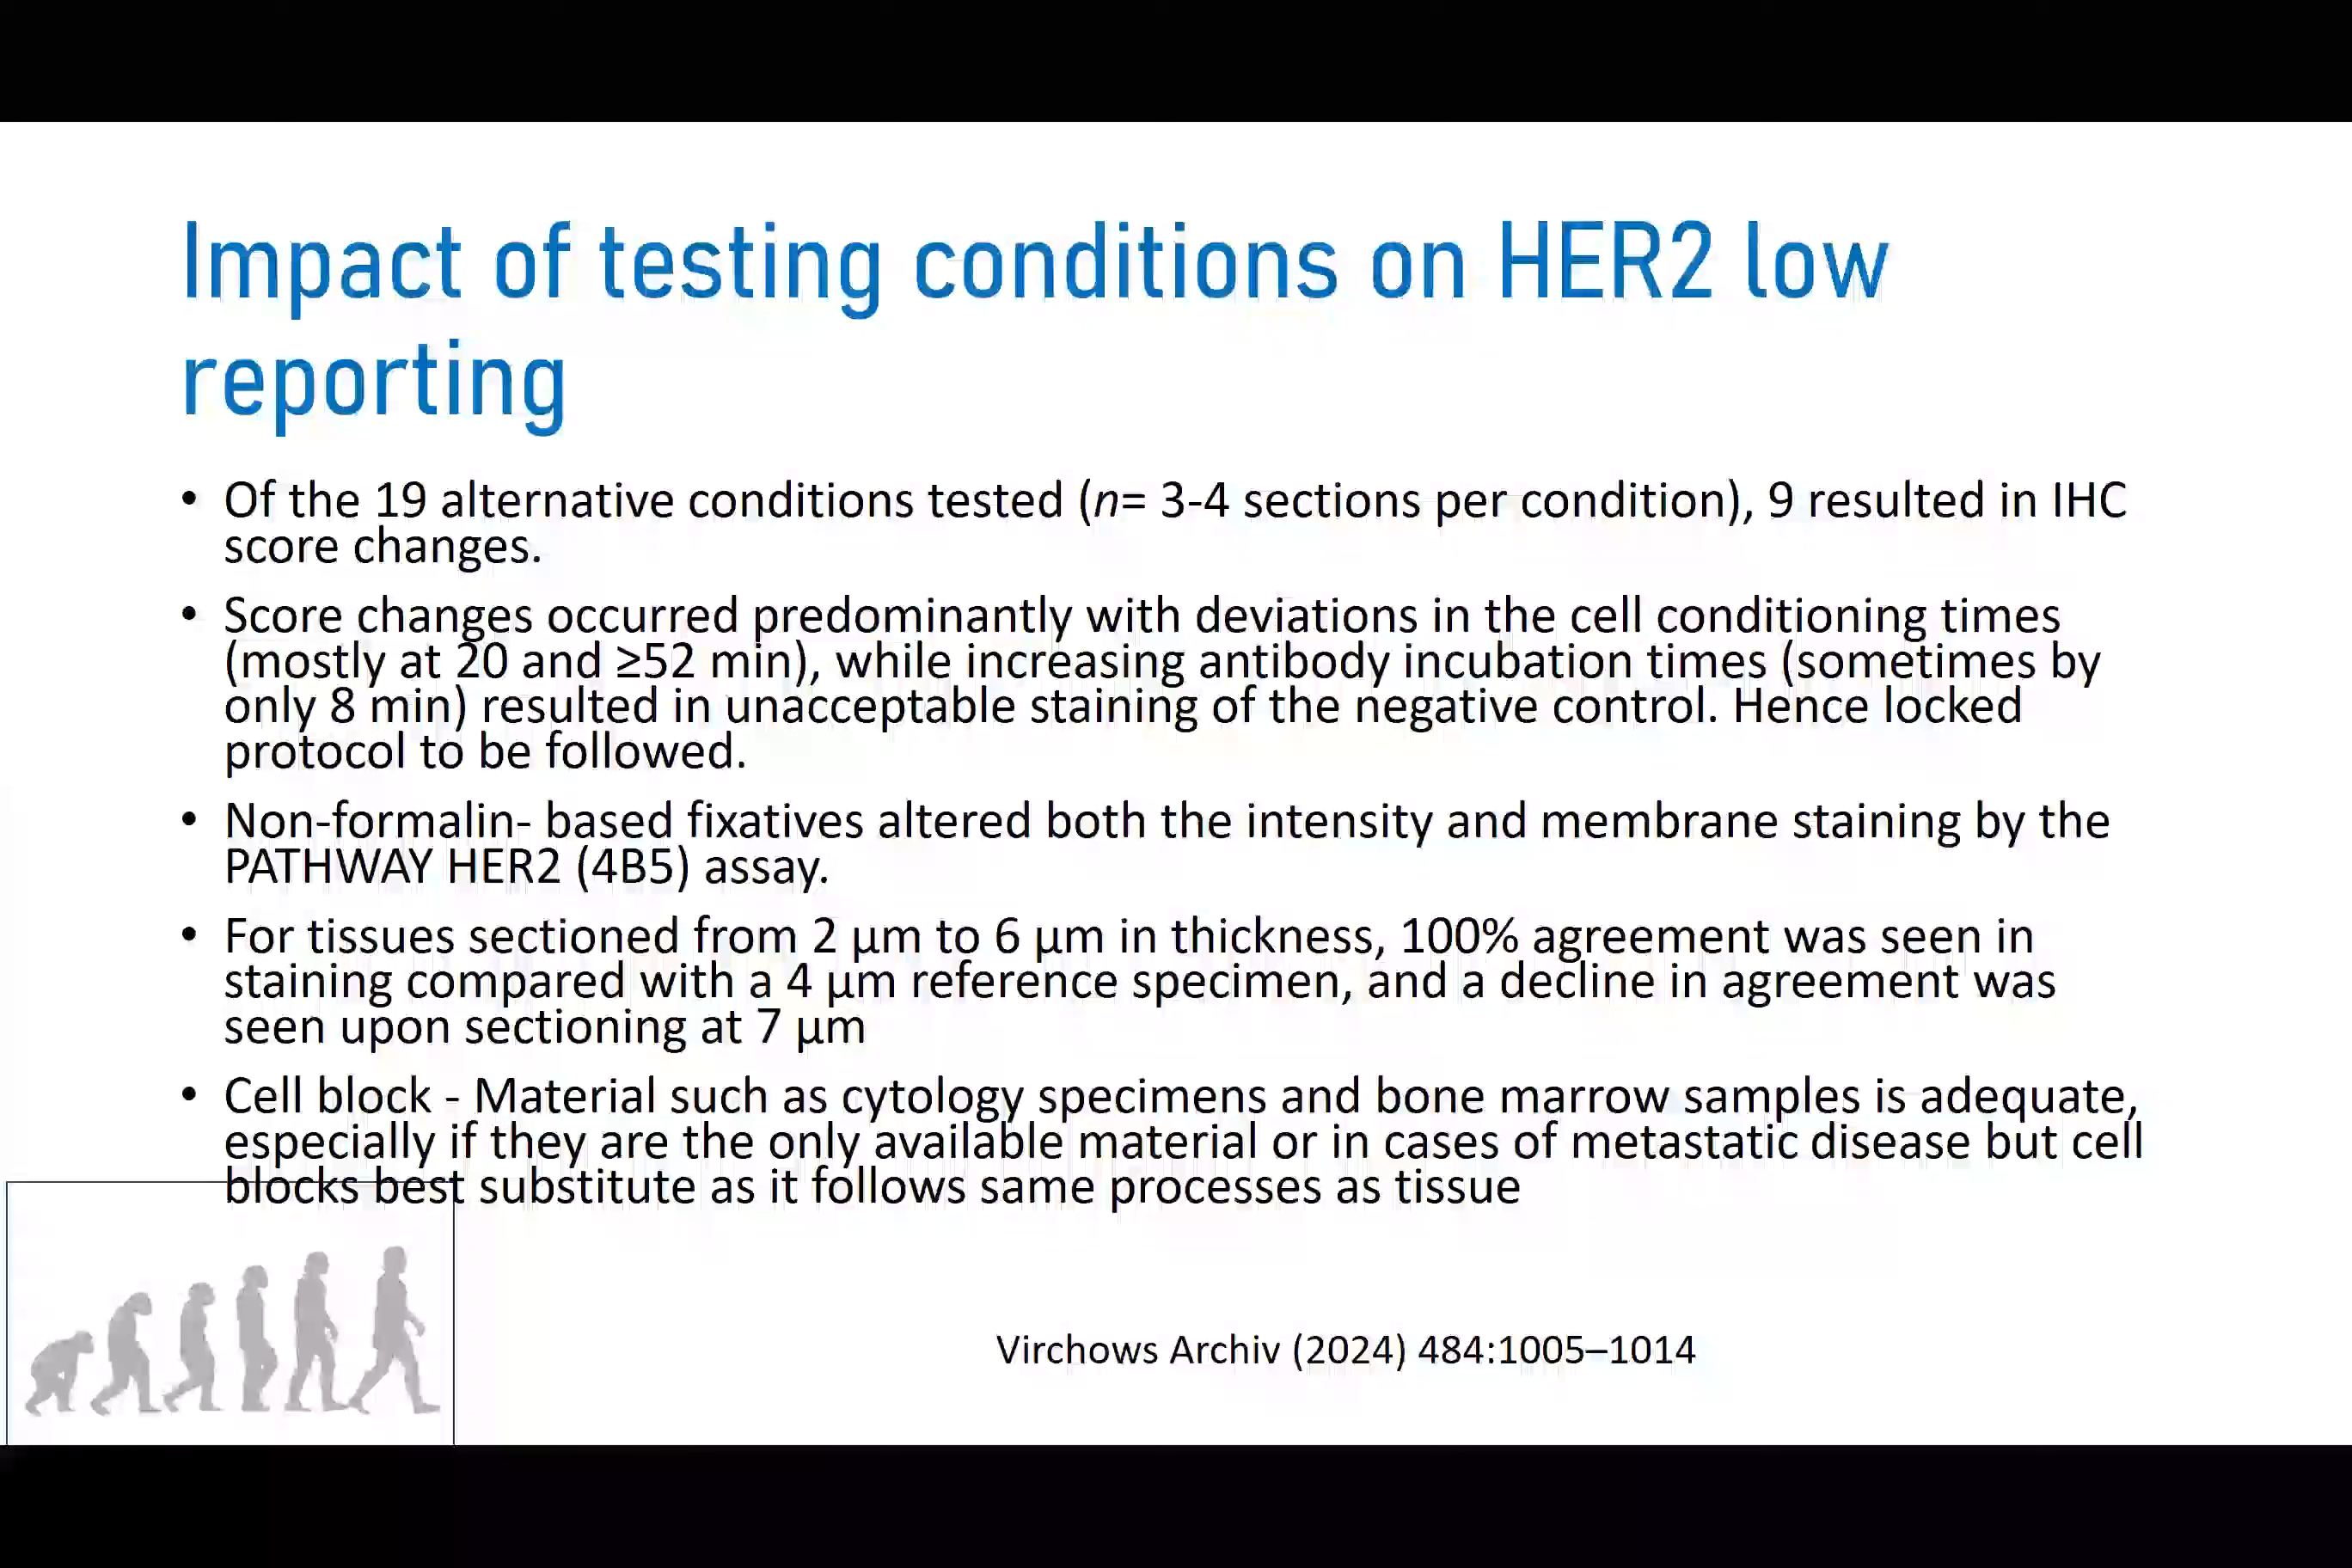 Impact of testing conditions on HER2 low
reporting
• Of the 19 alternative conditions tested (n= 3-4 sections per condition), 9 resulted in IHC
score changes.
• Score changes occurred predominantly with deviations in the cell conditioning times
(mostly at 20 and ≥52 min), while increasing antibody incubation times (sometimes by
only 8 min) resulted in unacceptable staining of the negative control. Hence locked
protocol to be followed.
• Non-formalin- based fixatives altered both the intensity and membrane staining by the
PATHWAY HER2 (4B5) assay.
• For tissues sectioned from 2 µm to 6 µm in thickness, 100% agreement was seen in
staining compared with a 4 µm reference specimen, and a decline in agreement was
seen upon sectioning at 7 µm
• Cell block - Material such as cytology specimens and bone marrow samples is adequate,
especially if they are the only available material or in cases of metastatic disease but cell
blocks best substitute as it follows same processes as tissue
Virchows Archiv (2024) 484:1005–1014